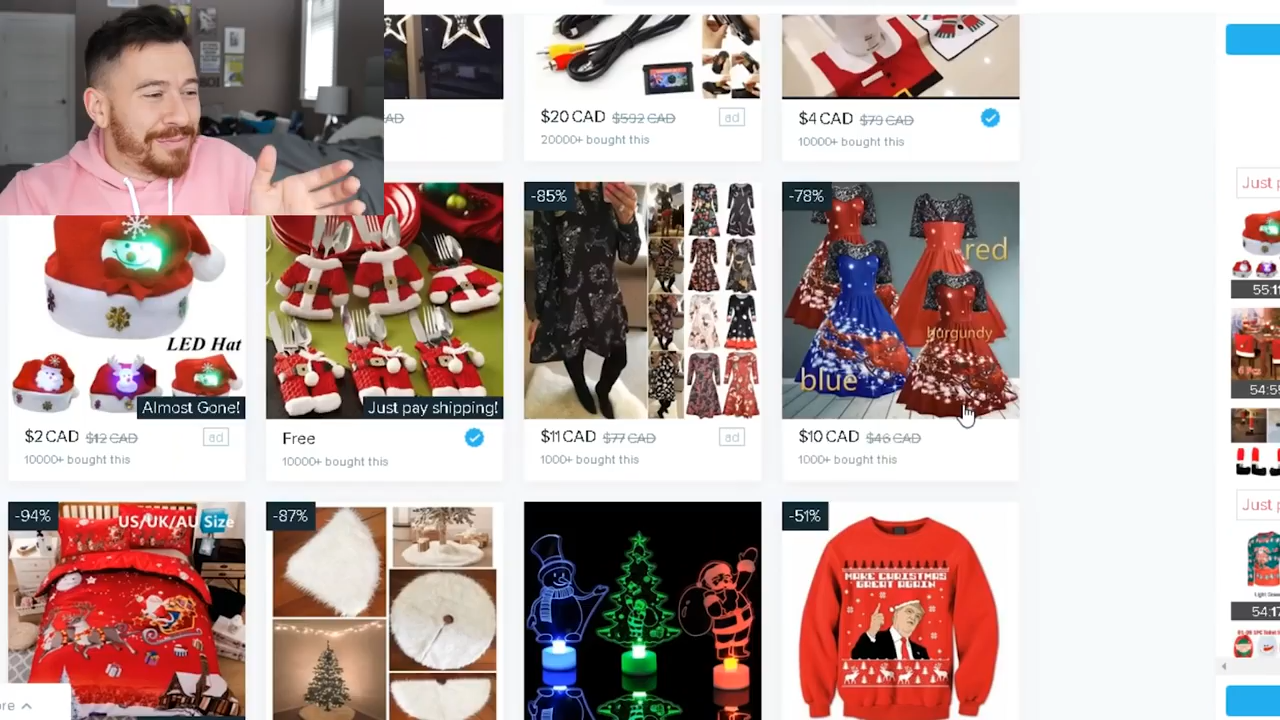 $20 CAD $592 CAD ad
20000+ bought this
$4 CAD $79 CAD
10000+ bought this
LED Hat
Almost Gone!
$2 CAD $12 CAD ad
10000+ bought this
Just pay shipping!
Free
10000+ bought this
-85%
$11 CAD $77 CAD ad
1000+ bought this
-78%
red
burgundy
blue
$10 CAD $46 CAD
1000+ bought this
-94%
US/UK/AU Size
-87%
-51%
MAKE CHRISTMAS
GREAT AGAIN
Just p
55:1
54:5
Just p
54:1